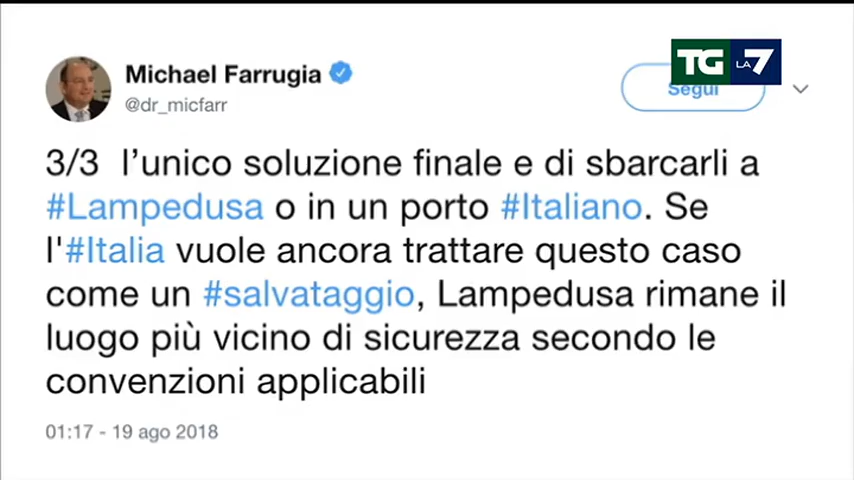 Michael Farrugia
@dr_micfarr
TG LA 7
Segui
3/3 l’unico soluzione finale e di sbarcarli a
#Lampedusa o in un porto #Italiano. Se
l'#Italia vuole ancora trattare questo caso
come un #salvataggio, Lampedusa rimane il
luogo più vicino di sicurezza secondo le
convenzioni applicabili
01:17 - 19 ago 2018